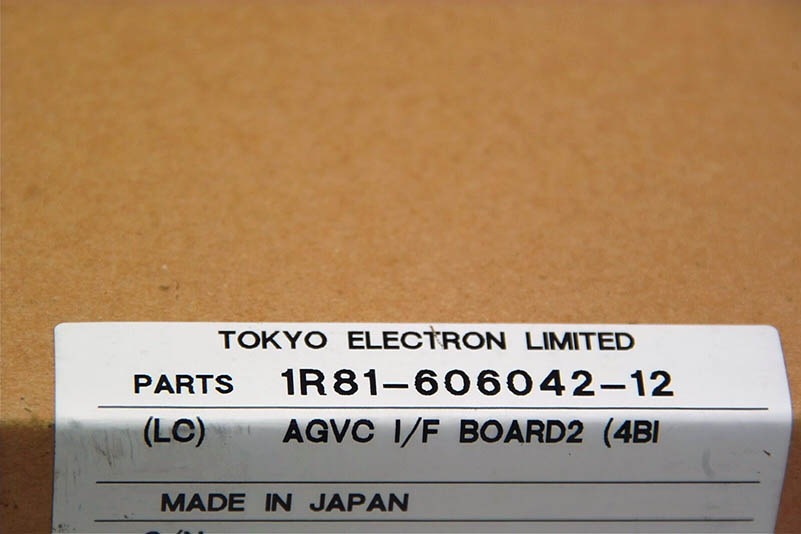 TOKYO ELECTRON LIMITED
PARTS 1R81-606042-12
(LC) AGVC I/F BOARD2 (4BI
MADE IN JAPAN